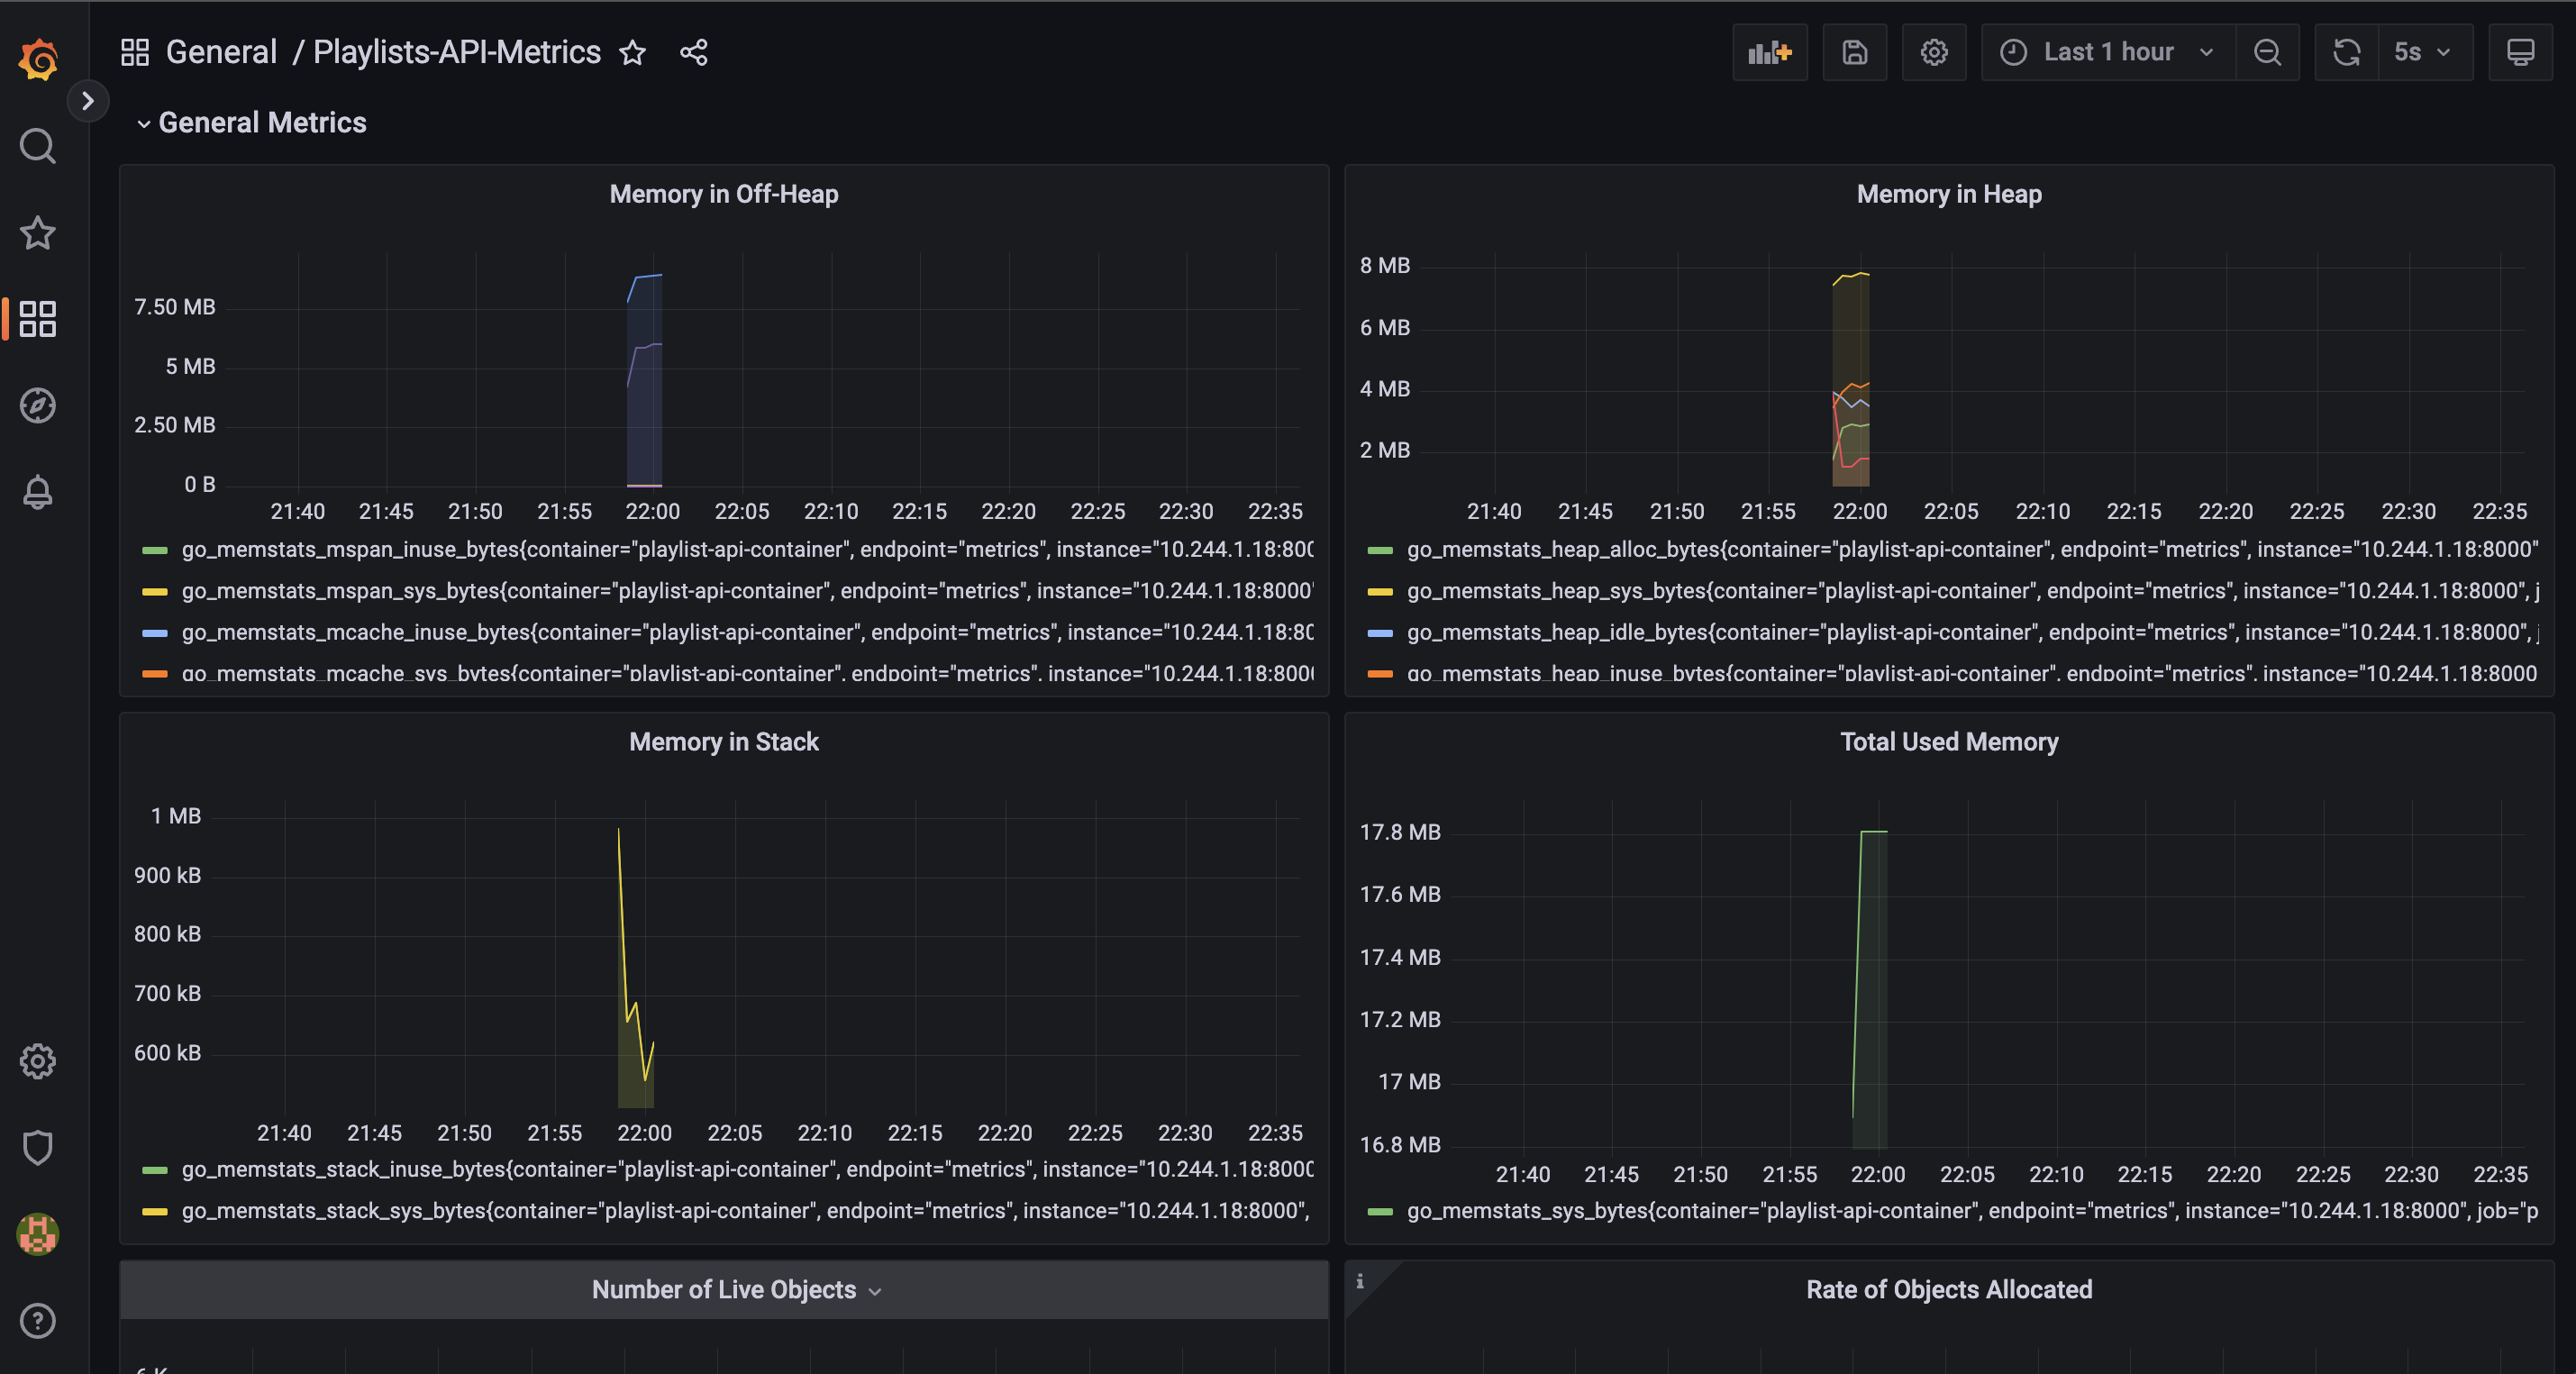 General / Playlists-API-Metrics
Last 1 hour
5s
General Metrics
Memory in Off-Heap
7.50 MB
5 MB
2.50 MB
0 B
21:40 21:45 21:50 21:55 22:00 22:05 22:10 22:15 22:20 22:25 22:30 22:35
go_memstats_mspan_inuse_bytes{container="playlist-api-container", endpoint="metrics", instance="10.244.1.18:800
go_memstats_mspan_sys_bytes{container="playlist-api-container", endpoint="metrics", instance="10.244.1.18:8000"
go_memstats_mcache_inuse_bytes{container="playlist-api-container", endpoint="metrics", instance="10.244.1.18:80
go_memstats_mcache_sys_bytes{container="playlist-api-container", endpoint="metrics", instance="10.244.1.18:800
Memory in Heap
8 MB
6 MB
4 MB
2 MB
21:40 21:45 21:50 21:55 22:00 22:05 22:10 22:15 22:20 22:25 22:30 22:35
go_memstats_heap_alloc_bytes{container="playlist-api-container", endpoint="metrics", instance="10.244.1.18:8000"
go_memstats_heap_sys_bytes{container="playlist-api-container", endpoint="metrics", instance="10.244.1.18:8000", j
go_memstats_heap_idle_bytes{container="playlist-api-container", endpoint="metrics", instance="10.244.1.18:8000", j
go_memstats_heap_inuse_bytes{container="playlist-api-container", endpoint="metrics", instance="10.244.1.18:8000
Memory in Stack
1 MB
900 kB
800 kB
700 kB
600 kB
21:40 21:45 21:50 21:55 22:00 22:05 22:10 22:15 22:20 22:25 22:30 22:35
go_memstats_stack_inuse_bytes{container="playlist-api-container", endpoint="metrics", instance="10.244.1.18:8000
go_memstats_stack_sys_bytes{container="playlist-api-container", endpoint="metrics", instance="10.244.1.18:8000",
Total Used Memory
17.8 MB
17.6 MB
17.4 MB
17.2 MB
17 MB
16.8 MB
21:40 21:45 21:50 21:55 22:00 22:05 22:10 22:15 22:20 22:25 22:30 22:35
go_memstats_sys_bytes{container="playlist-api-container", endpoint="metrics", instance="10.244.1.18:8000", job="p
Number of Live Objects
Rate of Objects Allocated